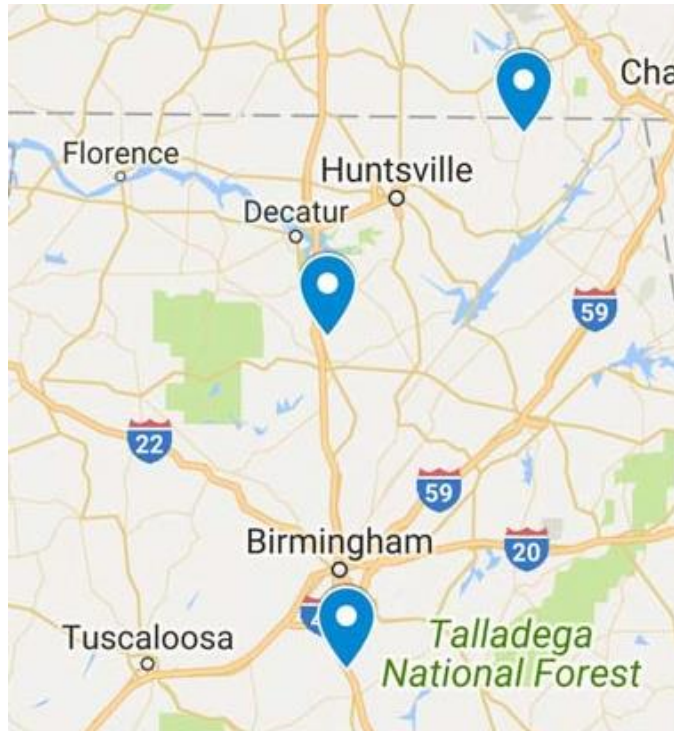 Cha
Florence
Huntsville
Decatur
59
22
59
Birmingham
20
Tuscaloosa
Talladega
National Forest